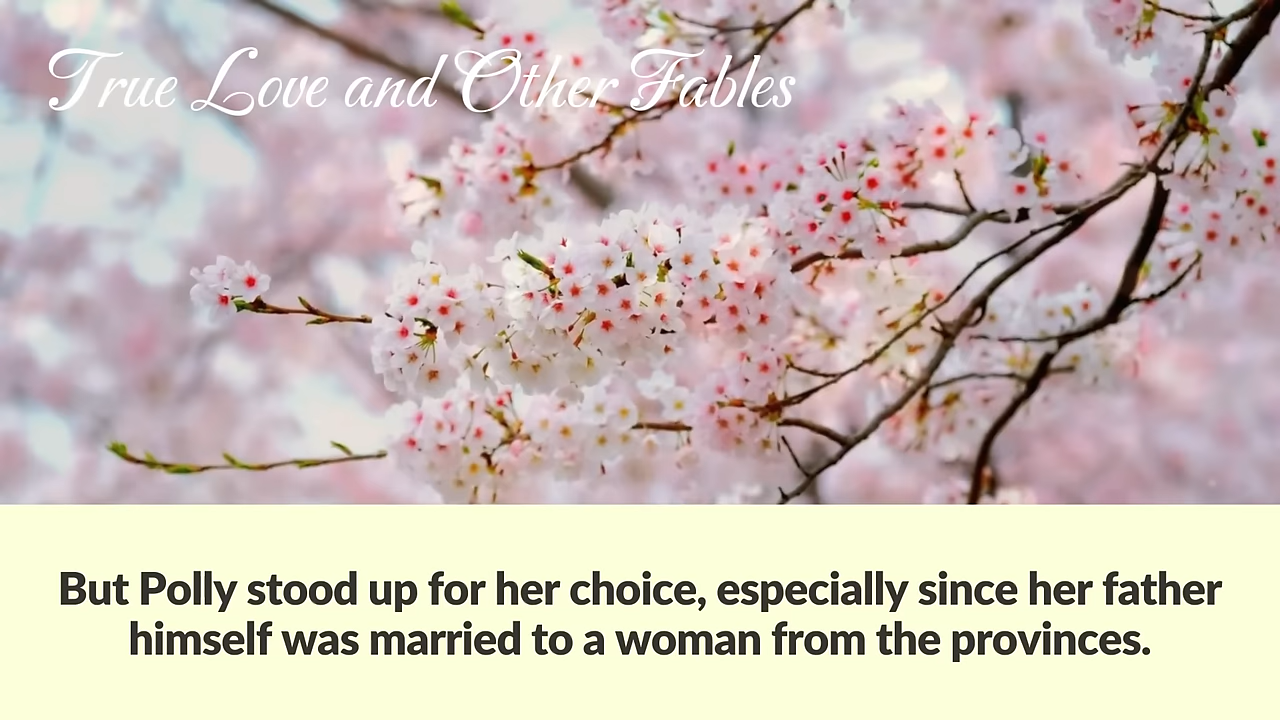 True Love and Other Fables
But Polly stood up for her choice, especially since her father
himself was married to a woman from the provinces.